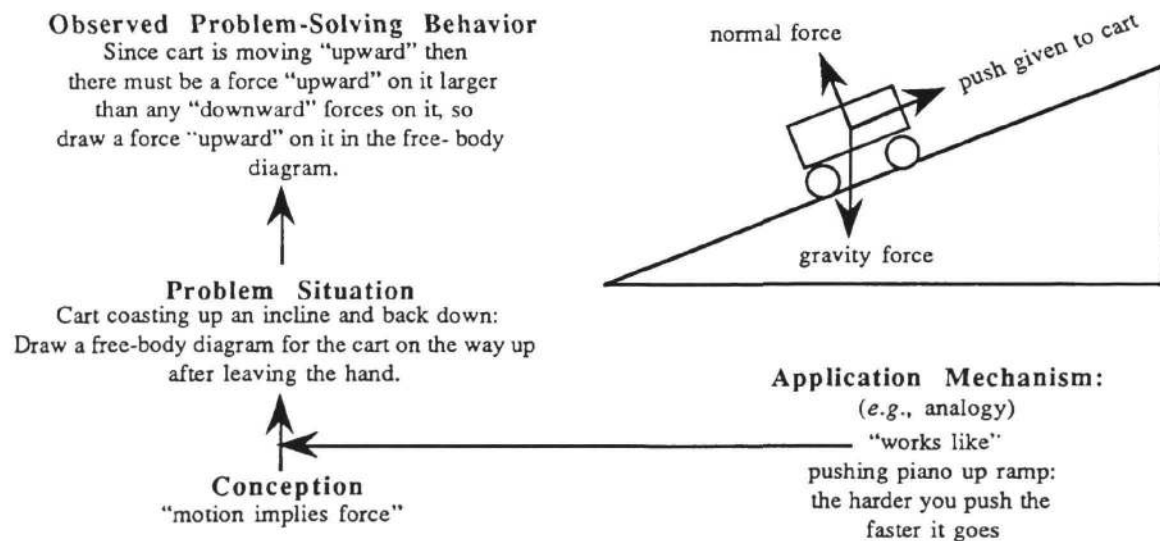 Observed Problem-Solving Behavior
Since cart is moving “upward” then
there must be a force “upward” on it larger
than any “downward” forces on it, so
draw a force “upward” on it in the free- body
diagram.
normal force
push given to cart
gravity force
Problem Situation
Cart coasting up an incline and back down:
Draw a free-body diagram for the cart on the way up
after leaving the hand.
Application Mechanism:
(e.g., analogy)
“works like”
pushing piano up ramp:
the harder you push the
faster it goes
Conception
“motion implies force”